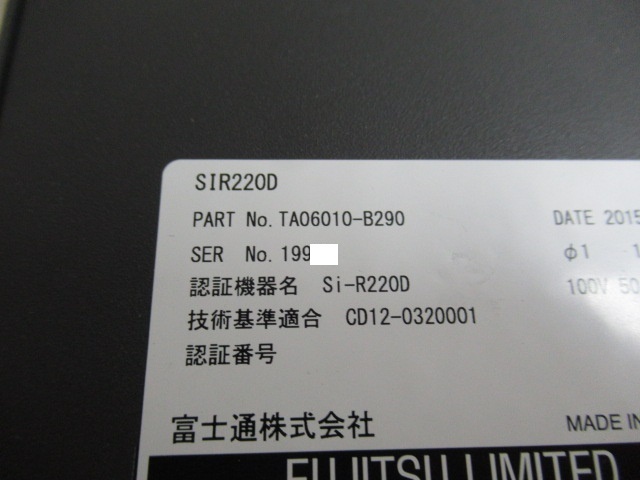 SIR220D
PART No. TA06010-B290 DATE 2015
SER No. 199 φ1 1
認証機器名 Si-R220D 100V 50
技術基準適合 CD12-0320001
認証番号
富士通株式会社 MADE IN
FUJITSU LIMITED